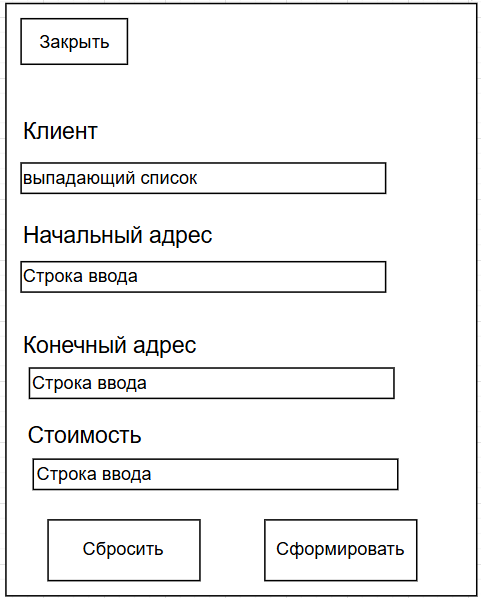 Закрыть
Клиент
выпадающий список
Начальный адрес
Строка ввода
Конечный адрес
Строка ввода
Стоимость
Строка ввода
Сбросить
Сформировать